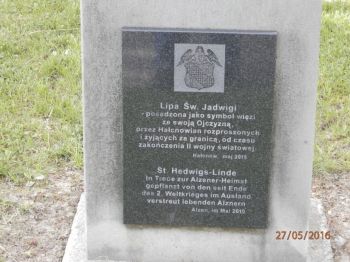 Lipa Św. Jadwigi
- posadzona jako symbol więzi
ze swoją Ojczyzną,
przez Hałcnowian rozproszonych
i żyjących za granicą, od czasu
zakończenia II wojny światowej.
Hałcnów, maj 2015
St. Hedwigs-Linde
In Treue zur Alzener-Heimat
gepflanzt von den seit Ende
des 2. Weltkrieges im Ausland
verstreut lebenden Alznern
Alzen, im Mai 2015
27/05/2016